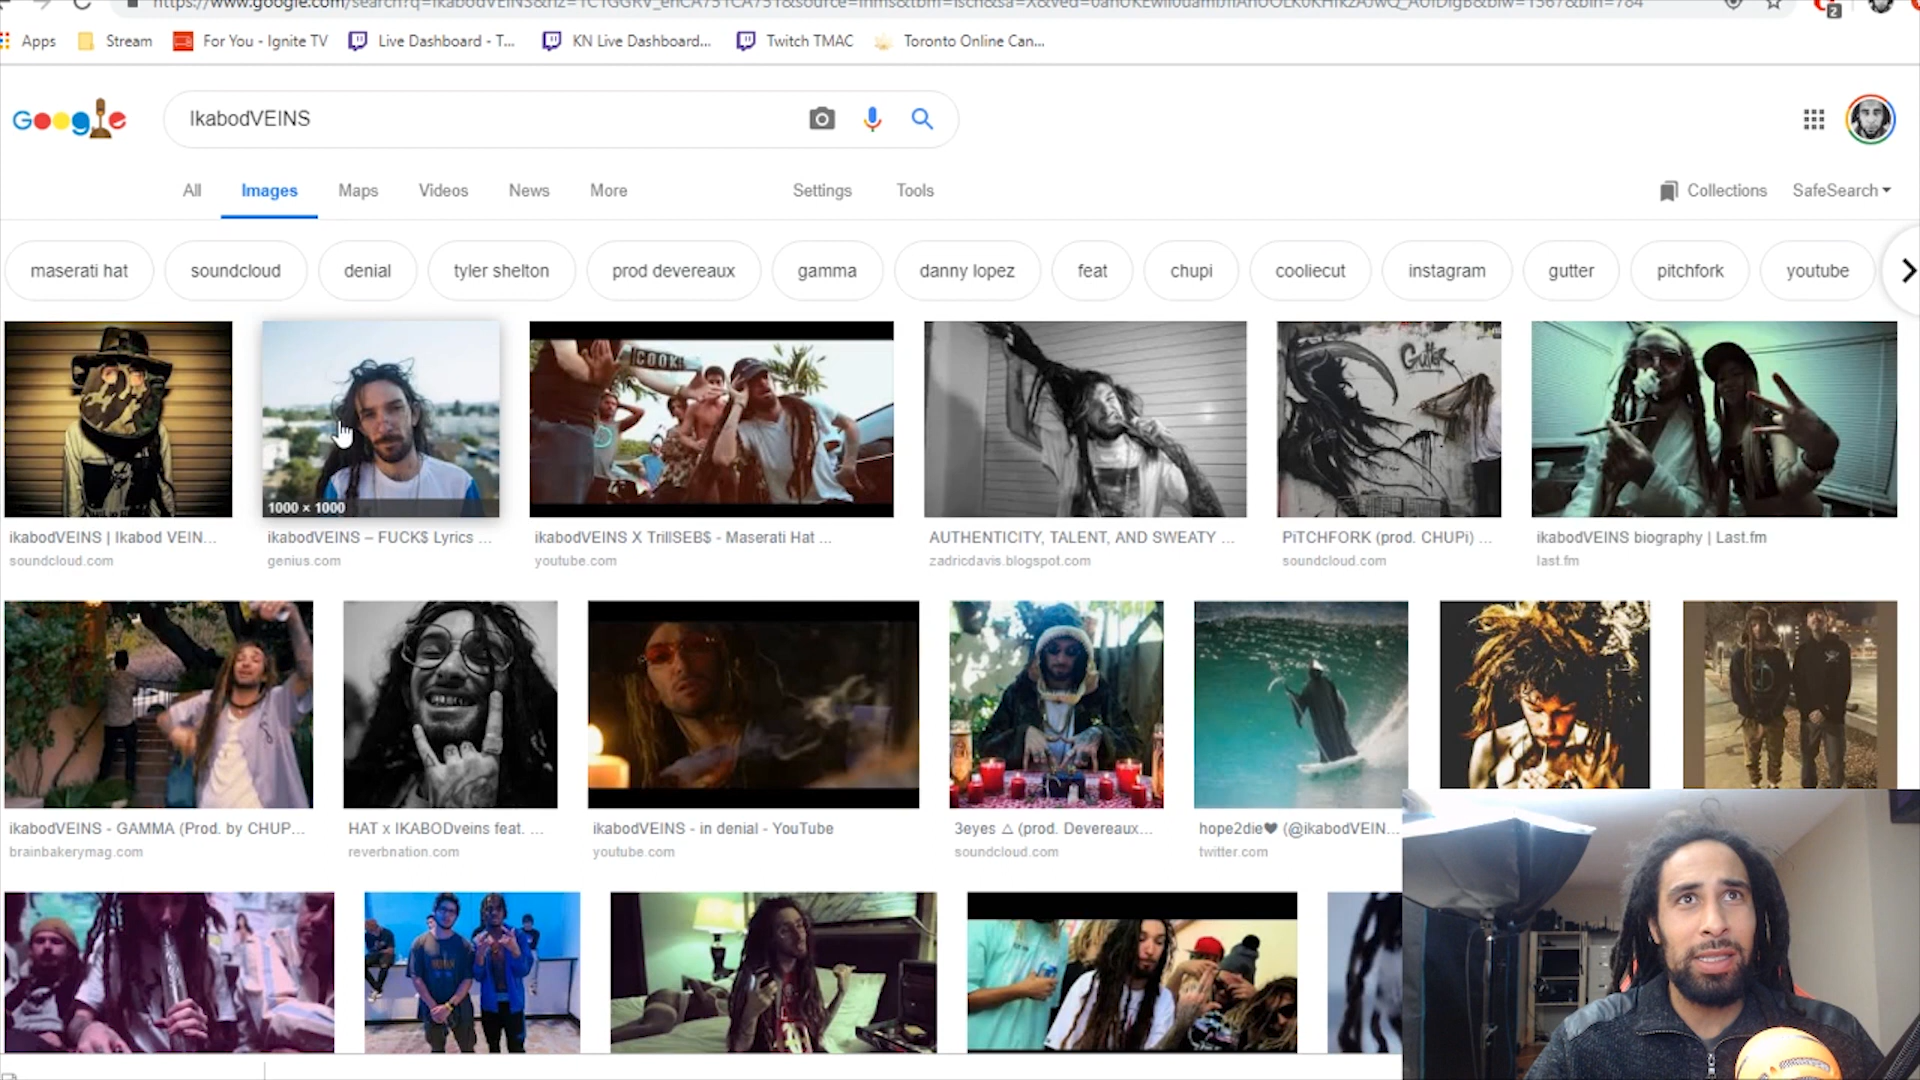 Apps Stream For You - Ignite TV Live Dashboard - T... KN Live Dashboard... Twitch TMAC Toronto Online Can...
2
Google
IkabodVEINS
All Images Maps Videos News More Settings Tools Collections SafeSearch
maserati hat soundcloud denial tyler shelton prod devereaux gamma danny lopez feat chupi cooliecut instagram gutter pitchfork youtube
COOK
Gutter
1000 × 1000
ikabodVEINS | Ikabod VEIN... ikabodVEINS – FUCK$ Lyrics ... ikabodVEINS X TrillSEB$ - Maserati Hat ... AUTHENTICITY, TALENT, AND SWEATY ... PiTCHFORK (prod. CHUPi) ... ikabodVEINS biography | Last.fm
soundcloud.com genius.com youtube.com zadricdavis.blogspot.com soundcloud.com last.fm
ikabodVEINS - GAMMA (Prod. by CHUP... HAT x IKABODveins feat. ... ikabodVEINS - in denial - YouTube 3eyes △ (prod. Devereaux... hope2die♥ (@ikabodVEIN...
brainbakerymag.com reverbnation.com youtube.com soundcloud.com twitter.com